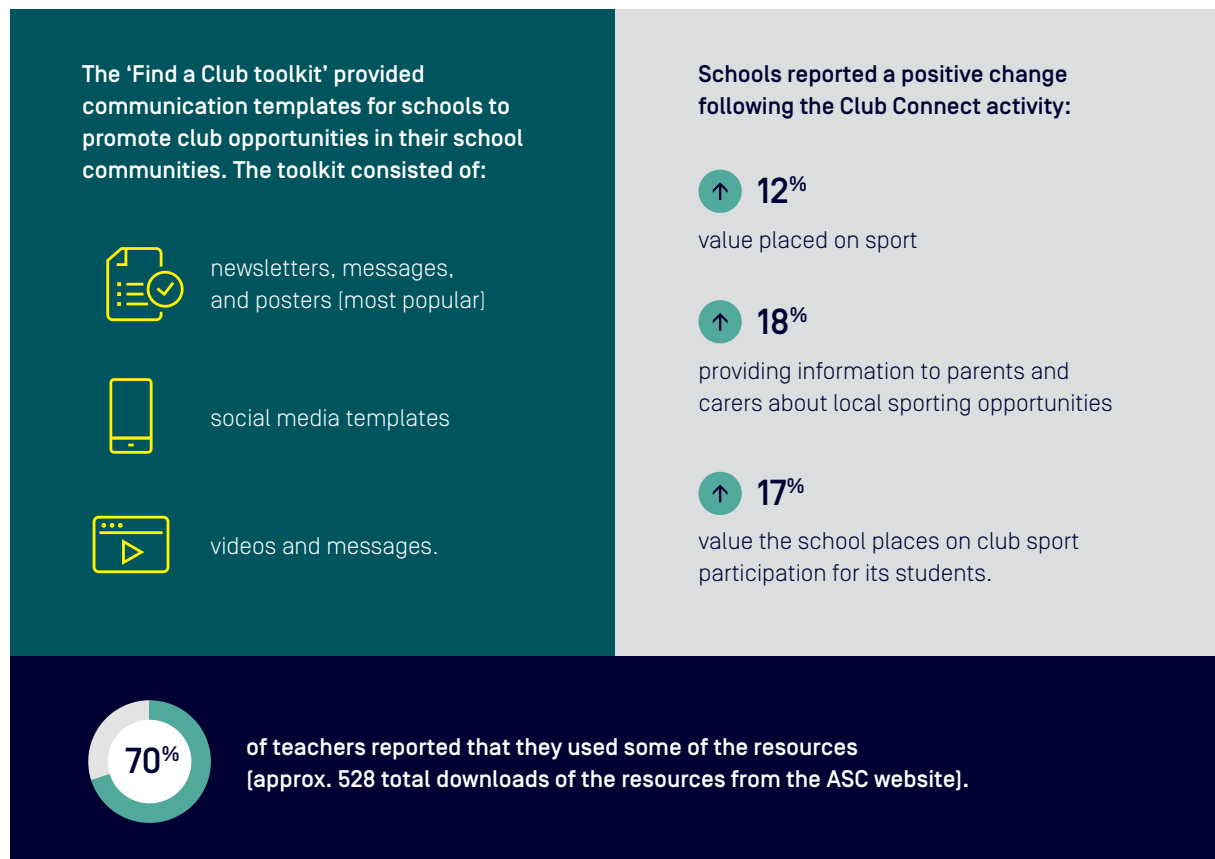 The ‘Find a Club toolkit’ provided
communication templates for schools to
promote club opportunities in their school
communities. The toolkit consisted of:
newsletters, messages,
and posters (most popular)
social media templates
videos and messages.
Schools reported a positive change
following the Club Connect activity:
12%
value placed on sport
18%
providing information to parents and
carers about local sporting opportunities
17%
value the school places on club sport
participation for its students.
70%
of teachers reported that they used some of the resources
(approx. 528 total downloads of the resources from the ASC website).